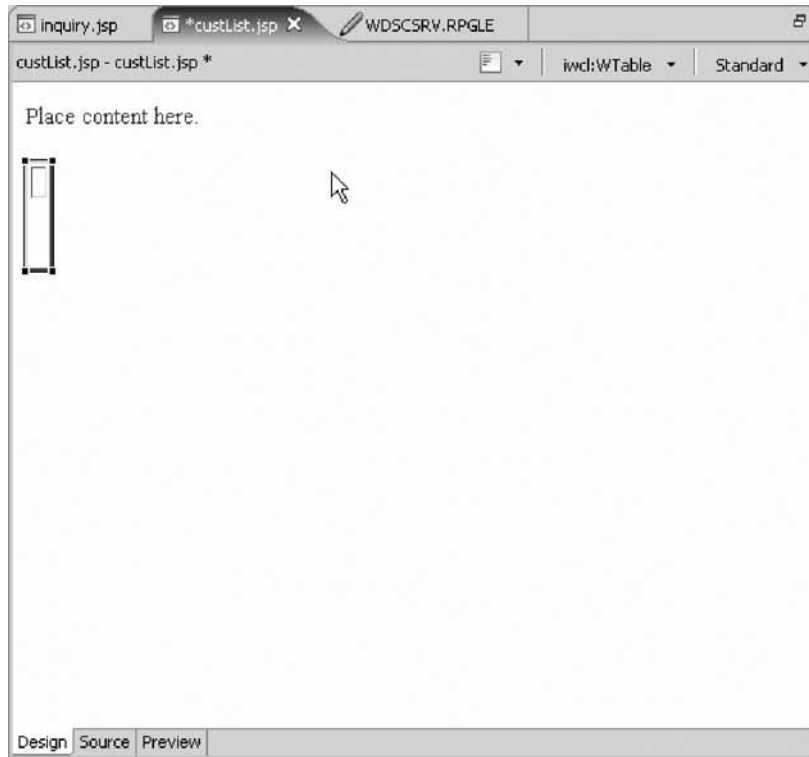 inquiry.jsp *custList.jsp WDSCSRV.RPGLE
custList.jsp - custList.jsp * iwcl:WTable Standard
Place content here.
Design Source Preview